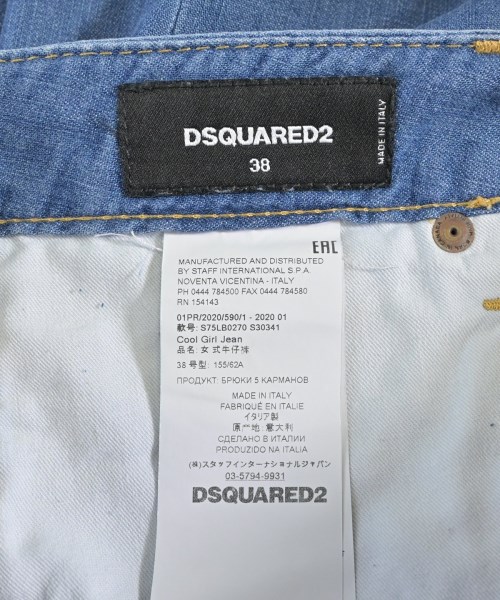 DSQUARED2
38
MADE IN ITALY
EAC
MANUFACTURED AND DISTRIBUTED
BY STAFF INTERNATIONAL S.P.A.
NOVENTA VICENTINA - ITALY
PH 0444 784500 FAX 0444 784580
RN 154143
01PR/2020/590/1 - 2020 01
款号: S75LB0270 S30341
Cool Girl Jean
品名: 女式牛仔裤
38 号型: 155/62A
ПРОДУКТ: БРЮКИ 5 КАРМАНОВ
MADE IN ITALY
FABRIQUÉ EN ITALIE
イタリア製
原产地: 意大利
СДЕЛАНО В ИТАЛИИ
PRODUZIDO NA ITALIA
(株)スタッフインターナショナルジャパン
03-5794-9931
DSQUARED2